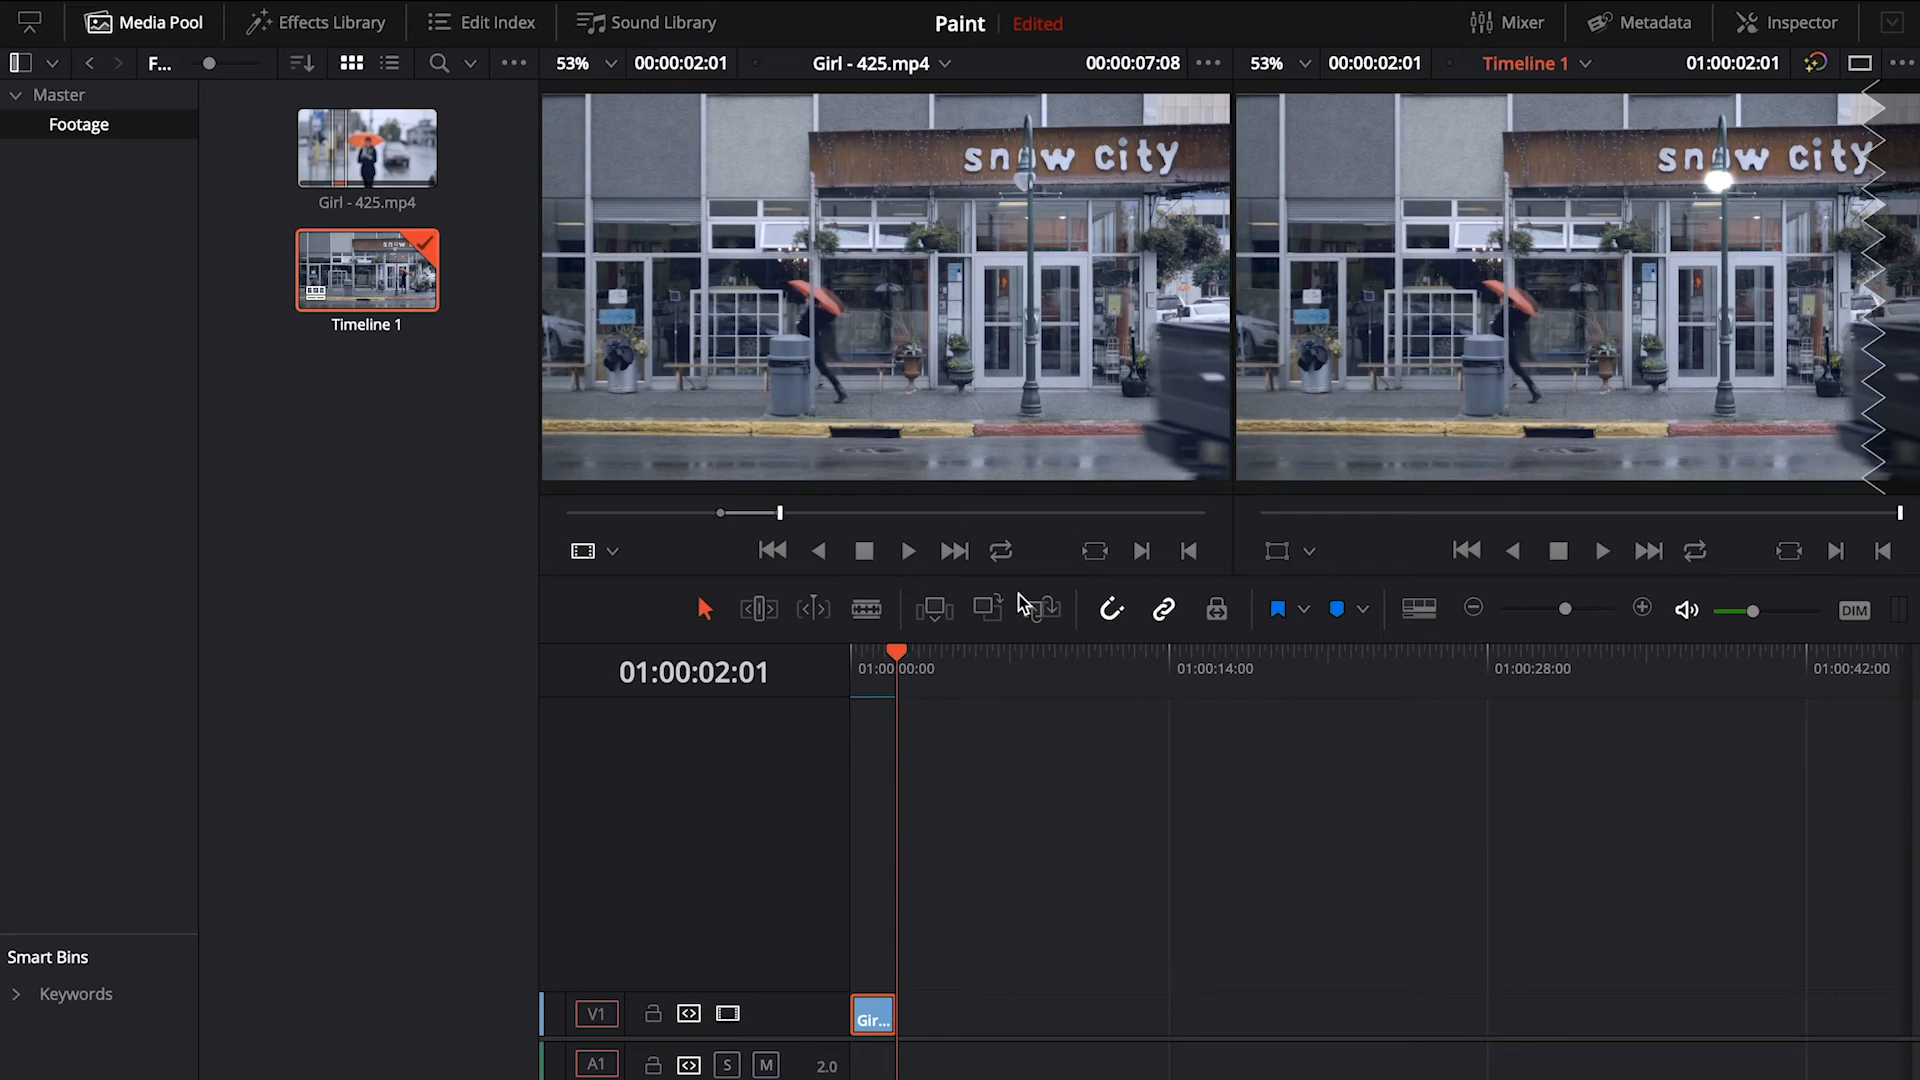 Media Pool
Effects Library
Edit Index
Sound Library
Paint
Edited
Mixer
Metadata
Inspector
F...
53%
00:00:02:01
Girl - 425.mp4
00:00:07:08
53%
00:00:02:01
Timeline 1
01:00:02:01
Master
Footage
Girl - 425.mp4
Timeline 1
snow city
snow city
DIM
01:00:02:01
01:00:00:00
01:00:14:00
01:00:28:00
01:00:42:00
Smart Bins
Keywords
V1
Gir...
A1
S
M
2.0